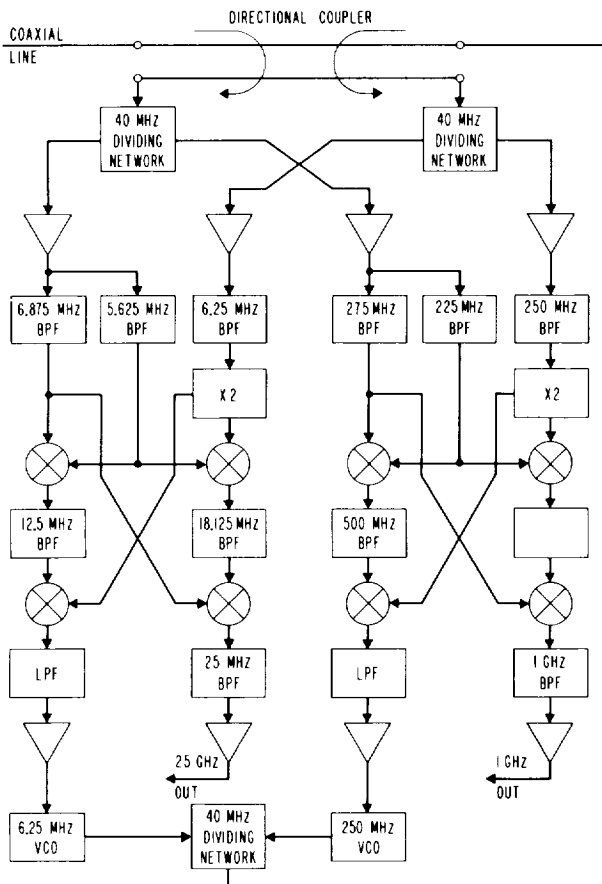 DIRECTIONAL COUPLER
COAXIAL
LINE
40 MHz
DIVIDING
NETWORK
40 MHz
DIVIDING
NETWORK
6.875 MHz
BPF
5.625 MHz
BPF
6.25 MHz
BPF
275 MHz
BPF
225 MHz
BPF
250 MHz
BPF
X2
X2
12.5 MHz
BPF
18.125 MHz
BPF
500 MHz
BPF
LPF
25 MHz
BPF
LPF
1 GHz
BPF
25 GHz
OUT
1 GHz
OUT
6.25 MHz
VCO
40 MHz
DIVIDING
NETWORK
250 MHz
VCO